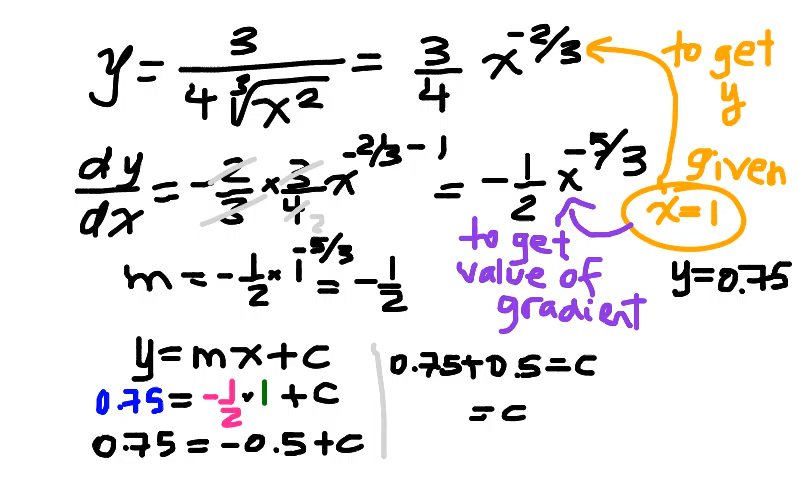 y = 3/(4∛x²) = 3/4 x^(-2/3)
to get
y
dy/dx = -2/3 × 3/4 x^(-2/3 - 1) = -1/2 x^(-5/3)
2
given
x = 1
to get
value of
gradient
y = 0.75
m = -1/2 × 1^(-5/3) = -1/2
y = mx + c
0.75 = -1/2 · 1 + c
0.75 = -0.5 + c
0.75 + 0.5 = c
= c